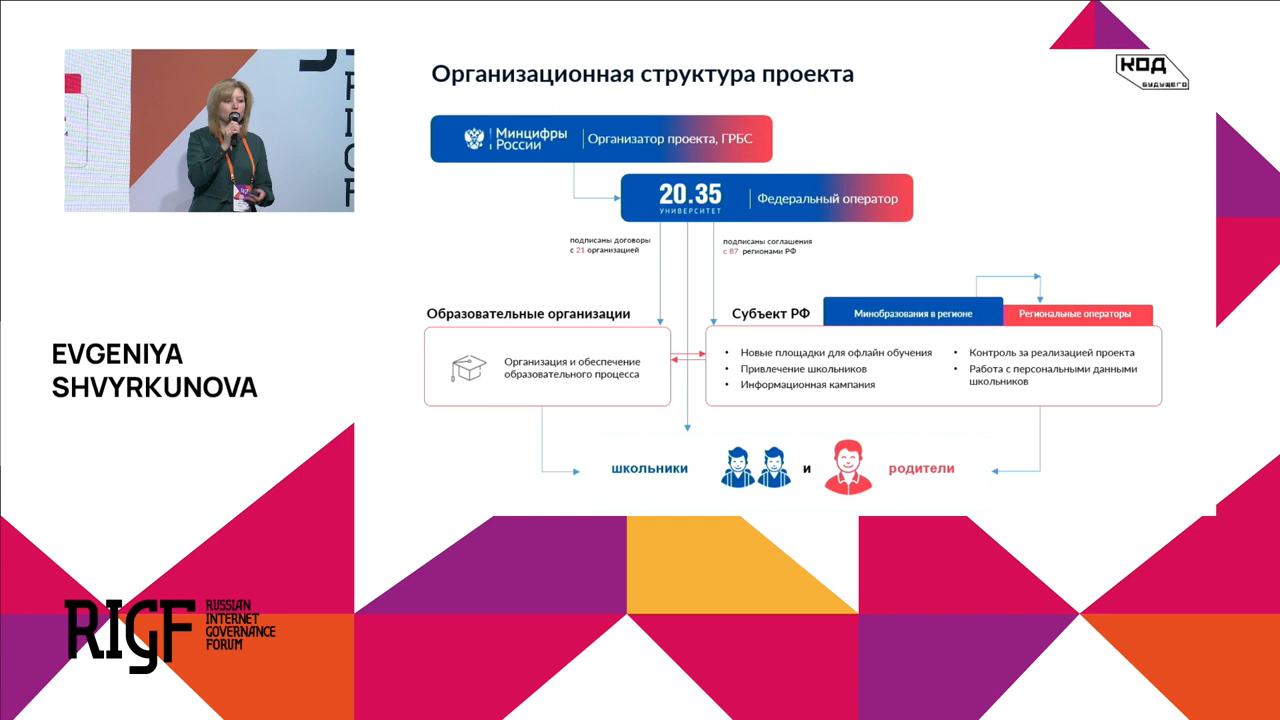 Организационная структура проекта
КОД
БУДУЩЕГО
Минцифры
России
Организатор проекта, ГРБС
20.35
УНИВЕРСИТЕТ
Федеральный оператор
подписаны договоры
с 21 организацией
подписаны соглашения
с 87 регионами РФ
Образовательные организации
Организация и обеспечение
образовательного процесса
Субъект РФ
Минобразования в регионе
Региональные операторы
• Новые площадки для офлайн обучения
• Привлечение школьников
• Информационная кампания
• Контроль за реализацией проекта
• Работа с персональными данными
школьников
школьники
и
родители
EVGENIYA
SHVYRKUNOVA
RIGF
RUSSIAN
INTERNET
GOVERNANCE
FORUM